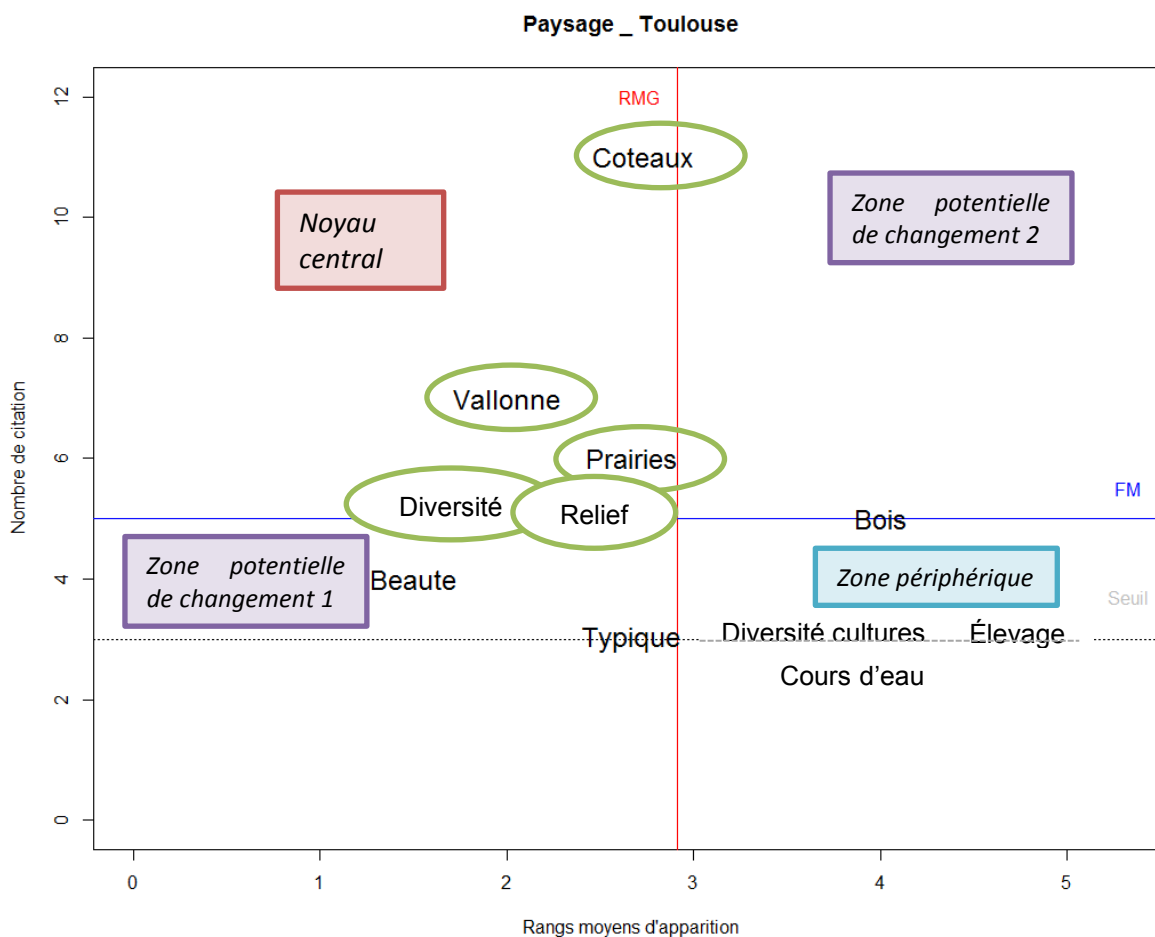 Paysage _ Toulouse
12
RMG
Coteaux
10
Noyau
central
Zone potentielle
de changement 2
8
Vallonne
Nombre de citation
6
Prairies
Diversité
Relief
FM
Bois
4
Zone potentielle
de changement 1
Beaute
Zone périphérique
Seuil
Typique
Diversité cultures
Élevage
Cours d'eau
2
0
0 1 2 3 4 5
Rangs moyens d'apparition